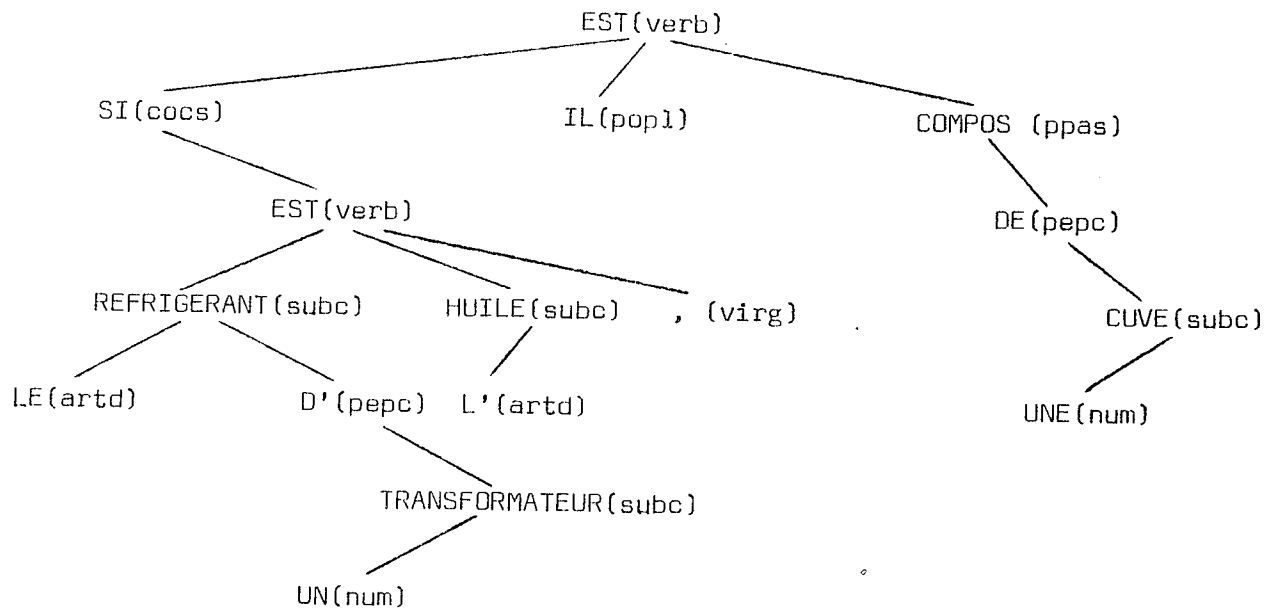 EST(verb)
SI(cocs) IL(popl) COMPOS (ppas)
EST(verb) DE(pepc)
REFRIGERANT(subc) HUILE(subc) , (virg) CUVE(subc)
LE(artd) D'(pepc) L'(artd) UNE(num)
TRANSFORMATEUR(subc)
UN(num)